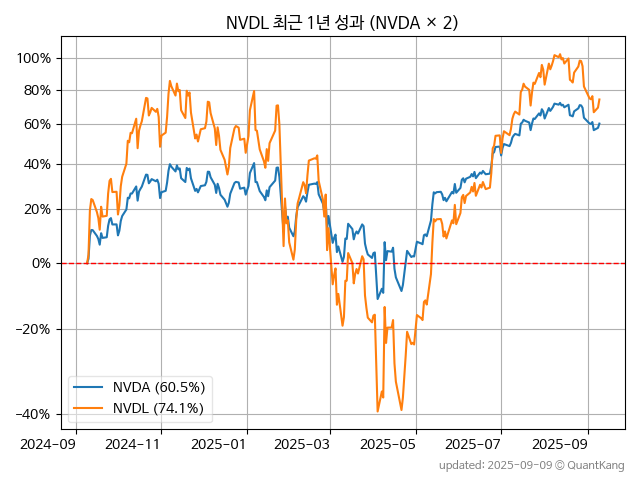 NVDL 최근 1년 성과 (NVDA × 2)
100%
80%
60%
40%
20%
0%
−20%
−40%
NVDA (60.5%)
NVDL (74.1%)
2024−09 2024−11 2025−01 2025−03 2025−05 2025−07 2025−09
updated: 2025-09-09 © QuantKang